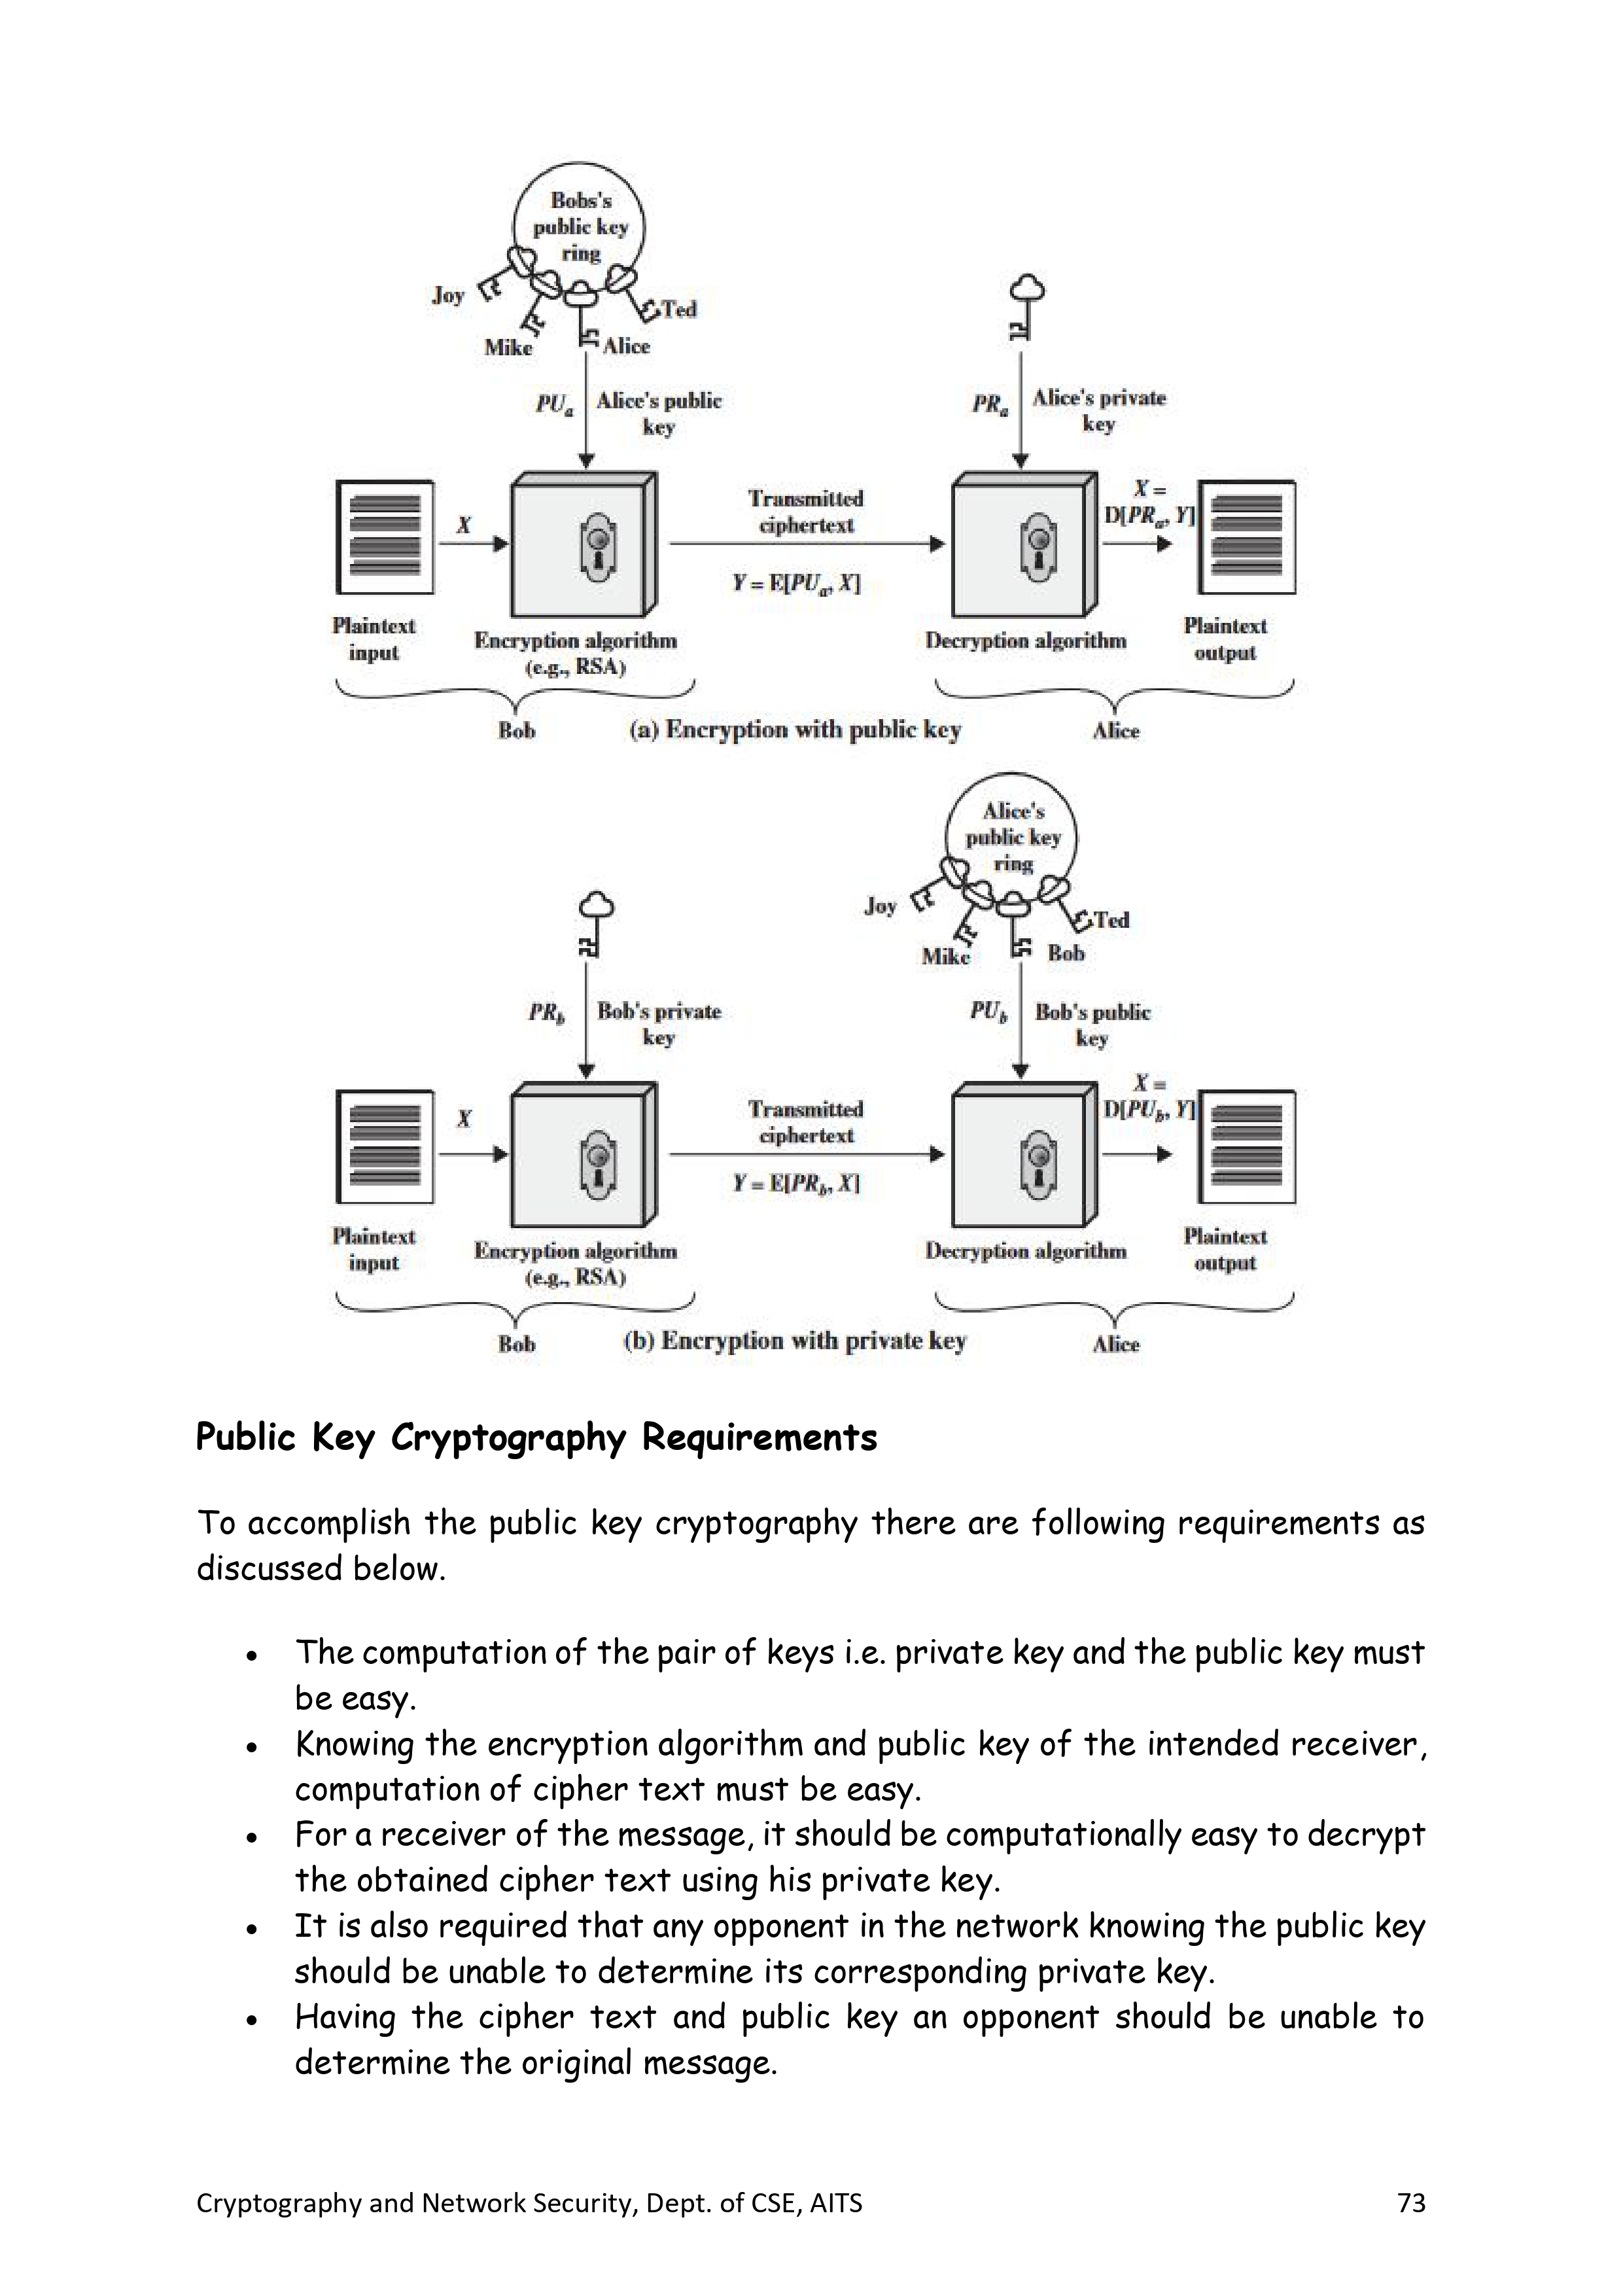 Bobs's
public key
ring
Joy
Ted
Mike
Alice
PUa
Alice's public
key
PRa
Alice's private
key
X
Transmitted
ciphertext
Y = E[PUa, X]
X =
D[PRa, Y]
Plaintext
input
Encryption algorithm
(e.g., RSA)
Decryption algorithm
Plaintext
output
Bob
(a) Encryption with public key
Alice
Alice's
public key
ring
Joy
Ted
Mike
Bob
PRb
Bob's private
key
PUb
Bob's public
key
X
Transmitted
ciphertext
Y = E[PRb, X]
X =
D[PUb, Y]
Plaintext
input
Encryption algorithm
(e.g., RSA)
Decryption algorithm
Plaintext
output
Bob
(b) Encryption with private key
Alice
Public Key Cryptography Requirements
To accomplish the public key cryptography there are following requirements as
discussed below.
• The computation of the pair of keys i.e. private key and the public key must
be easy.
• Knowing the encryption algorithm and public key of the intended receiver,
computation of cipher text must be easy.
• For a receiver of the message, it should be computationally easy to decrypt
the obtained cipher text using his private key.
• It is also required that any opponent in the network knowing the public key
should be unable to determine its corresponding private key.
• Having the cipher text and public key an opponent should be unable to
determine the original message.
Cryptography and Network Security, Dept. of CSE, AITS 73